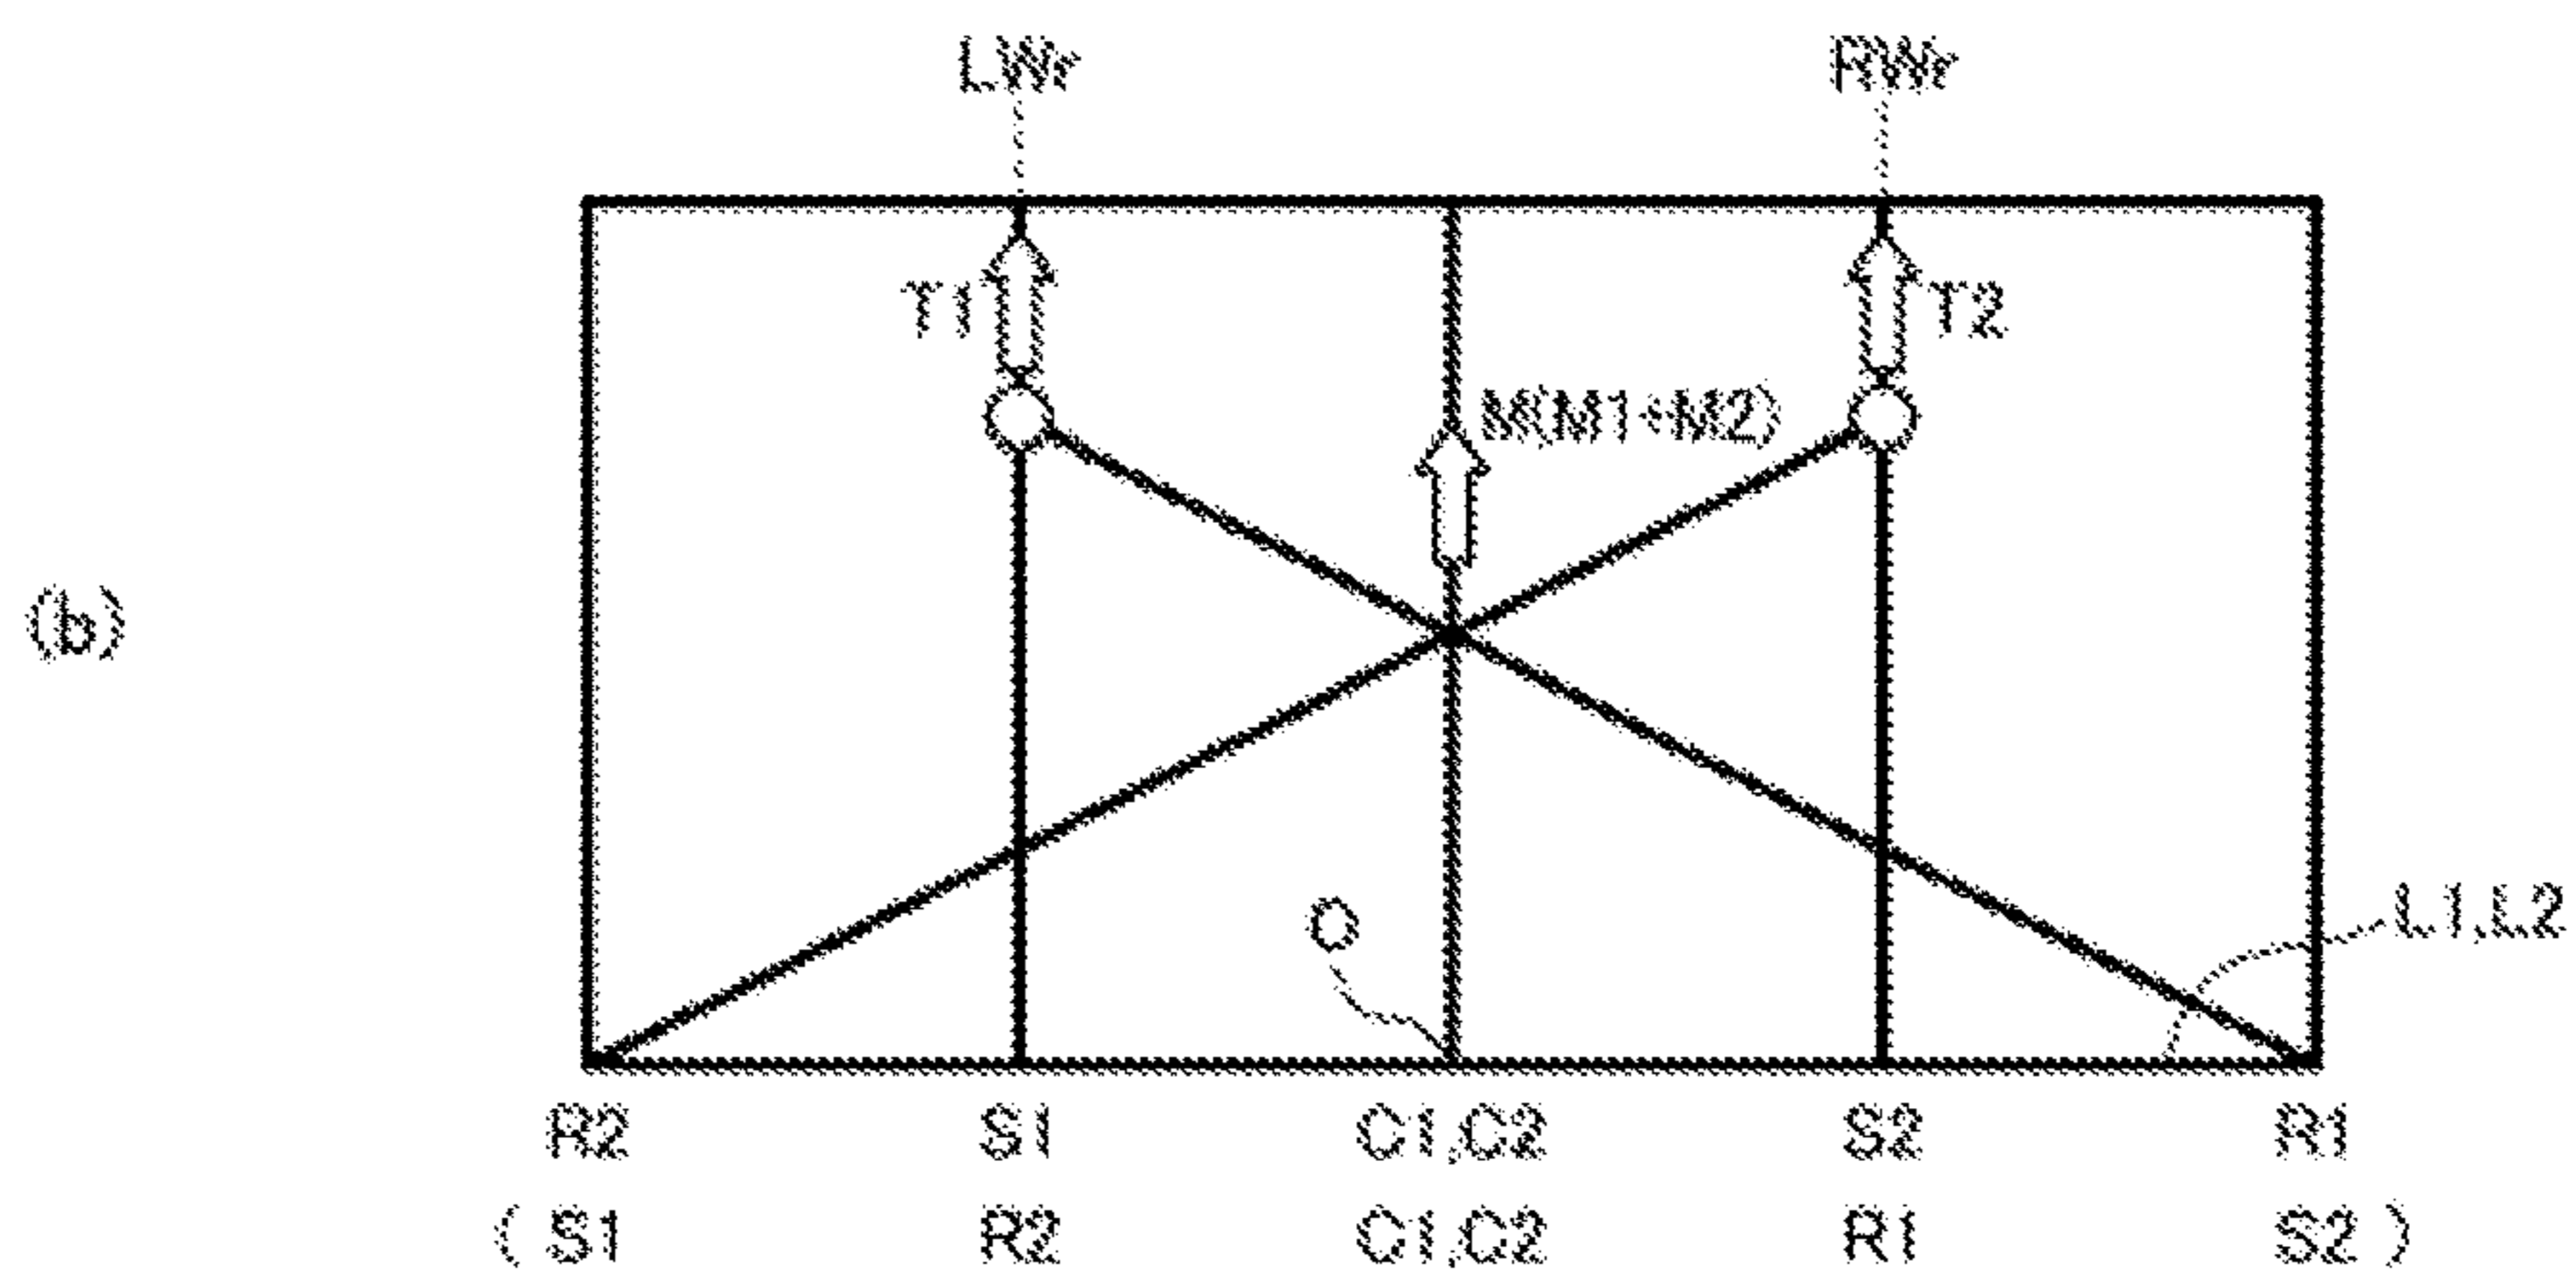 LWr RWr
T1 T2
M(M1+M2)
(b)
O L1,L2
R2 S1 C1,C2 S2 R1
( S1 R2 C1,C2 R1 S2 )